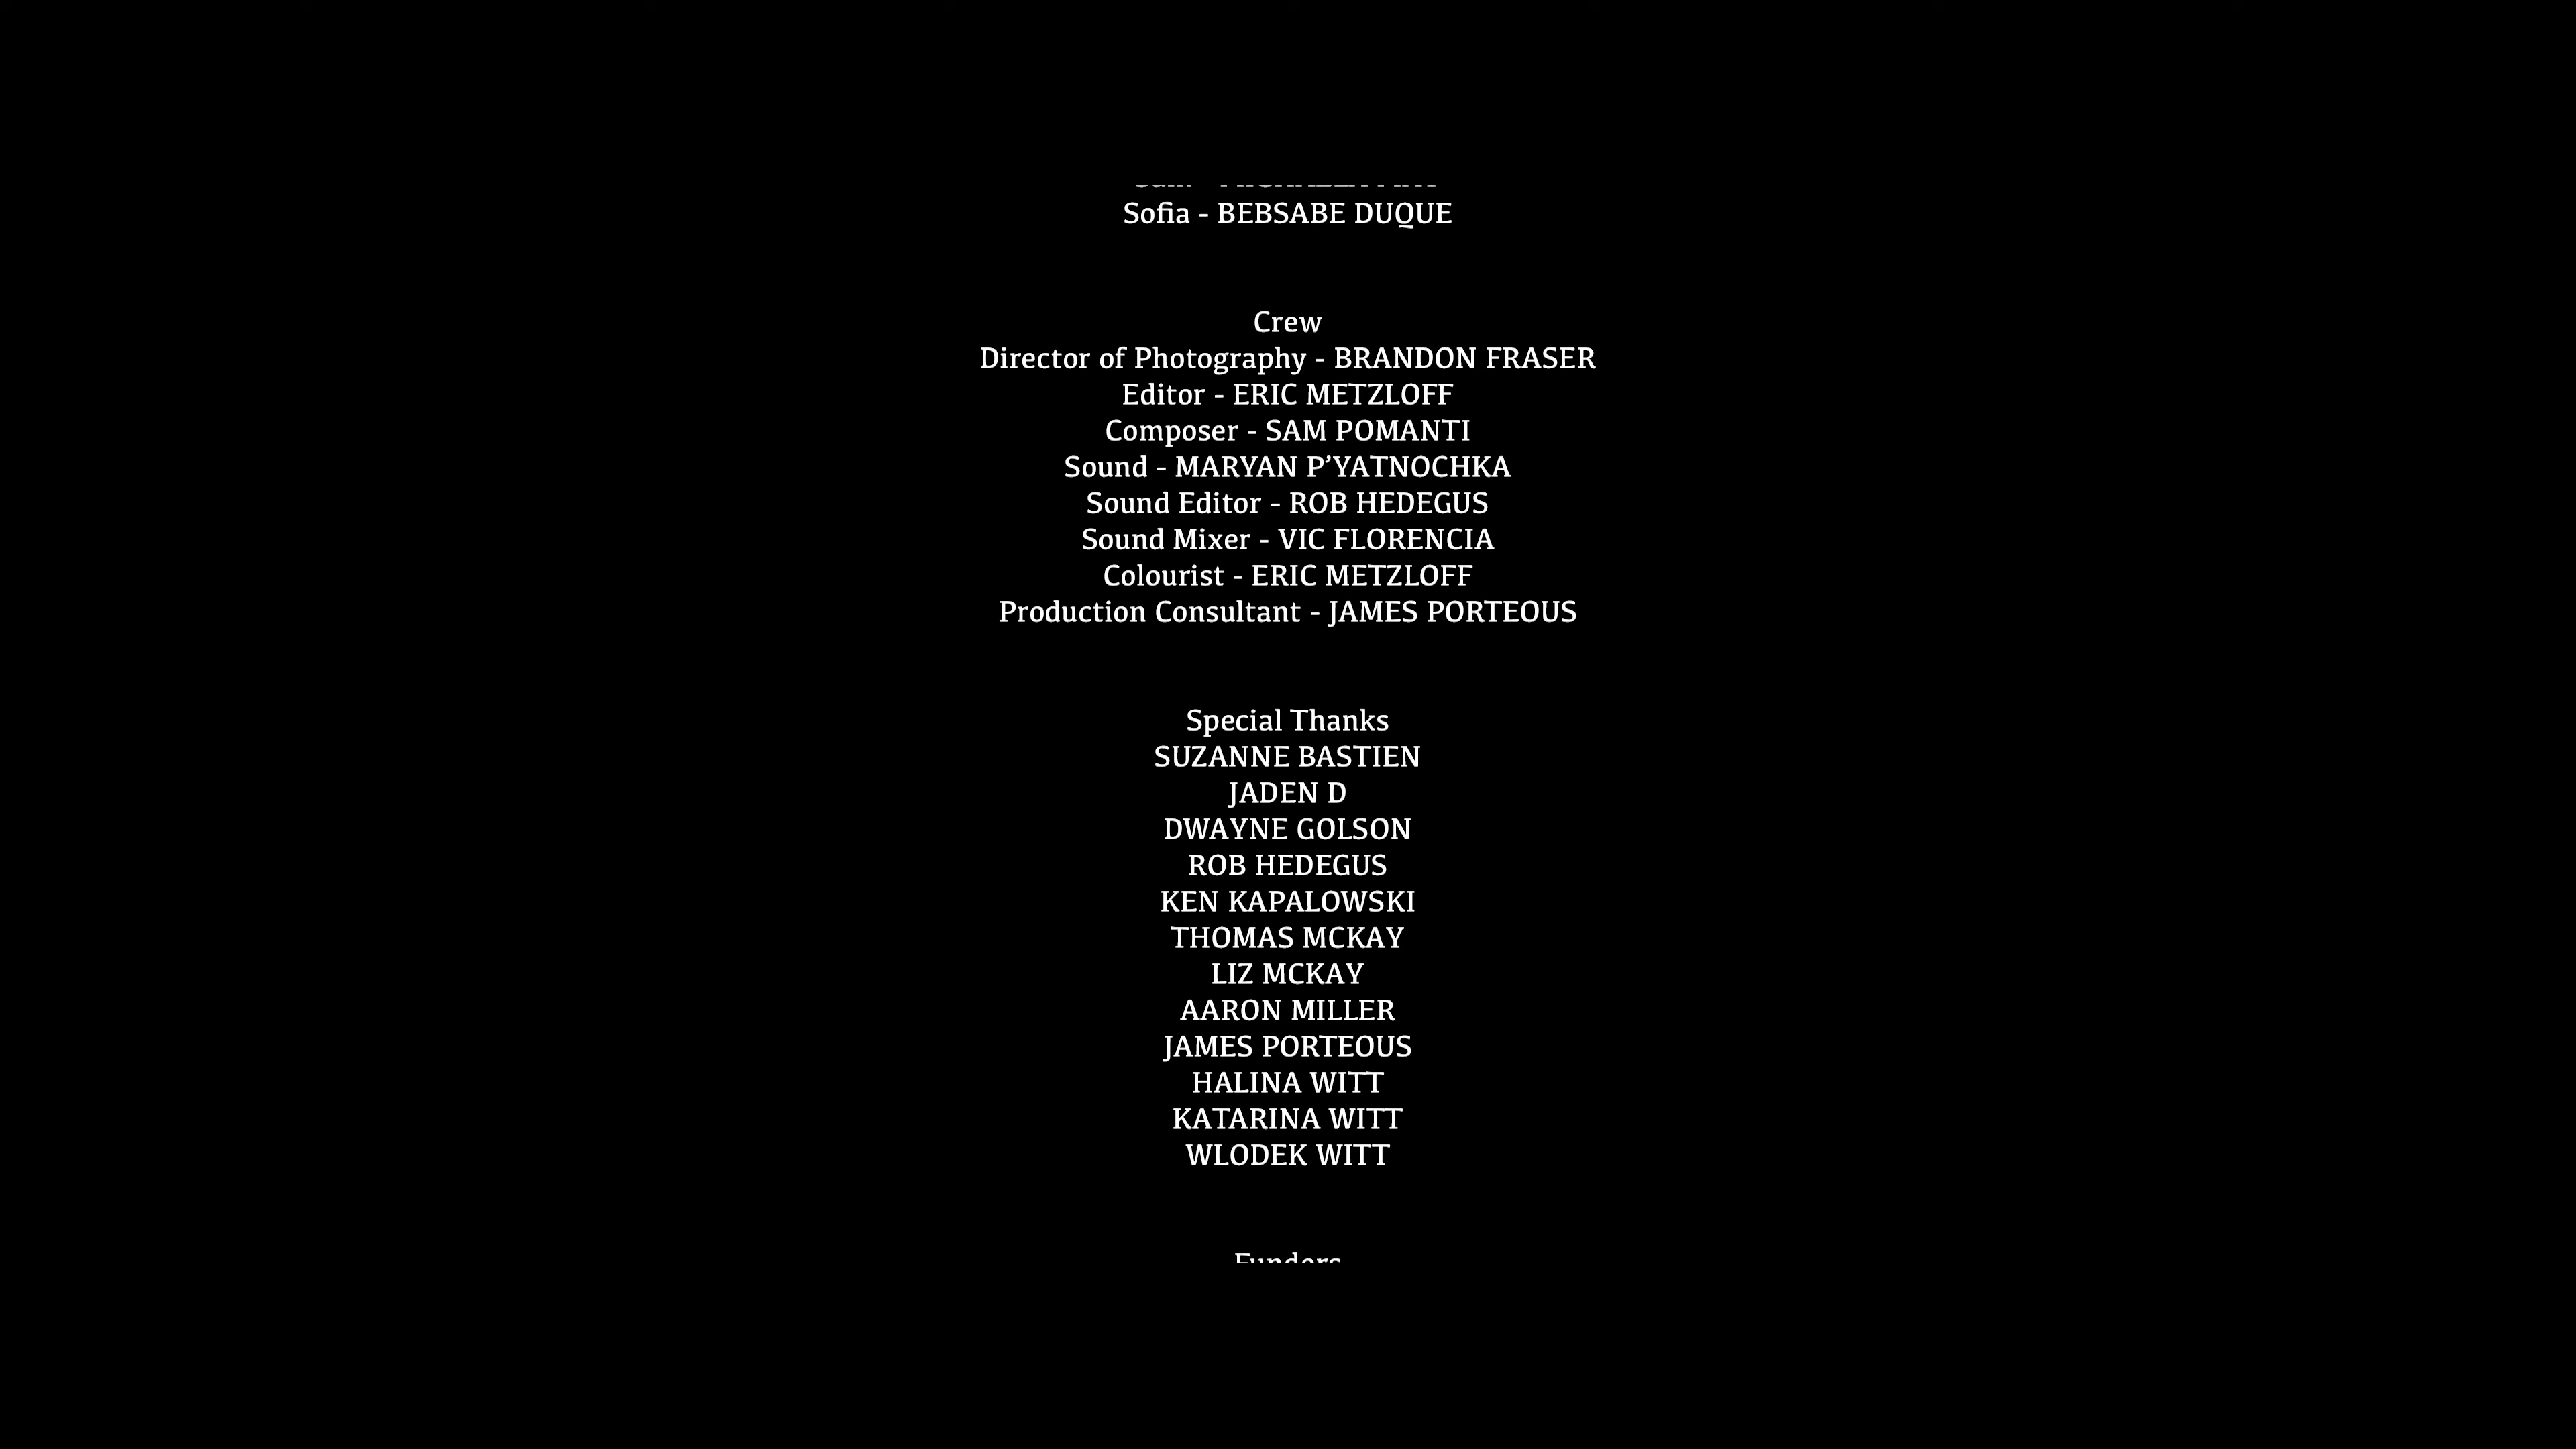 Sofia - BEBSABE DUQUE
Crew
Director of Photography - BRANDON FRASER
Editor - ERIC METZLOFF
Composer - SAM POMANTI
Sound - MARYAN P’YATNOCHKA
Sound Editor - ROB HEDEGUS
Sound Mixer - VIC FLORENCIA
Colourist - ERIC METZLOFF
Production Consultant - JAMES PORTEOUS
Special Thanks
SUZANNE BASTIEN
JADEN D
DWAYNE GOLSON
ROB HEDEGUS
KEN KAPALOWSKI
THOMAS MCKAY
LIZ MCKAY
AARON MILLER
JAMES PORTEOUS
HALINA WITT
KATARINA WITT
WLODEK WITT
Funders